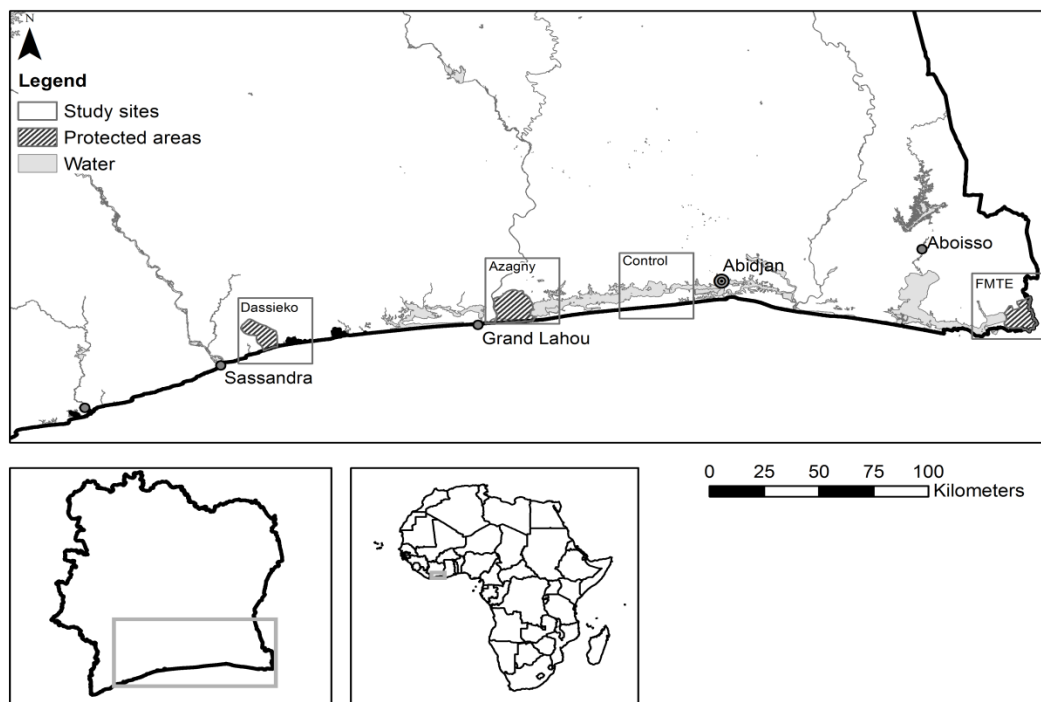 N
Legend
Study sites
Protected areas
Water
Dassieko
Sassandra
Azagny
Grand Lahou
Control
Abidjan
Aboisso
FMTE
0 25 50 75 100
Kilometers